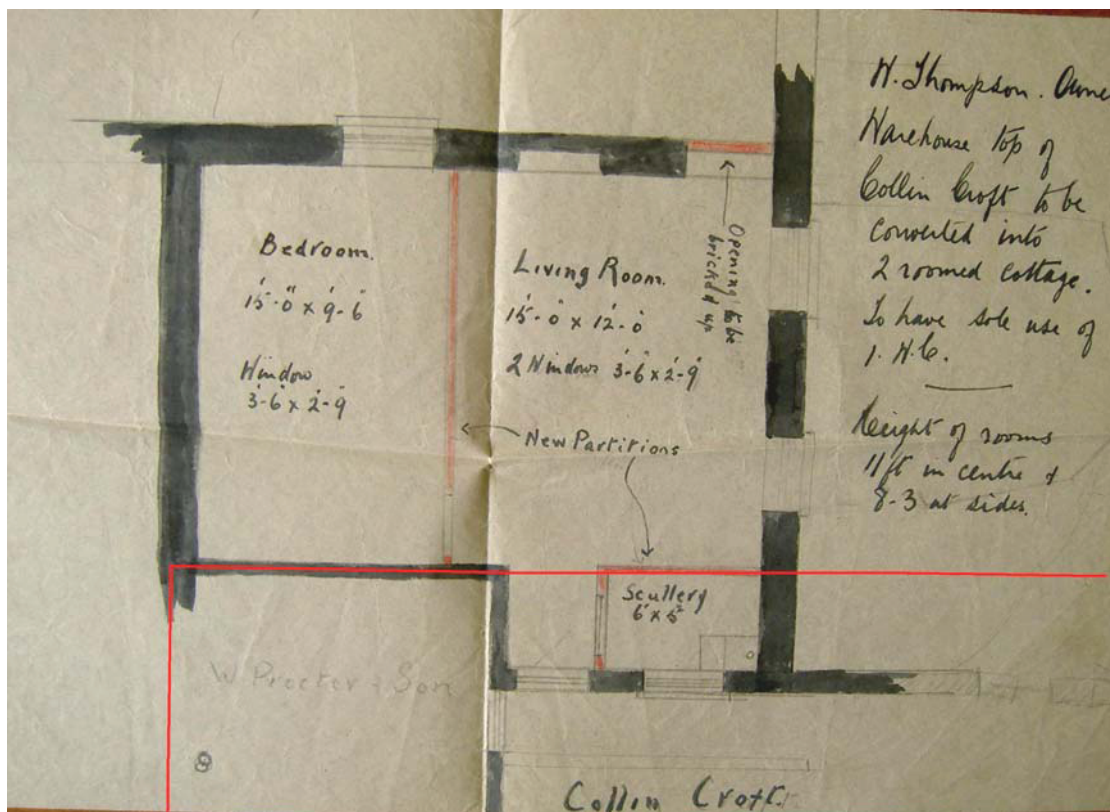 W. Thompson. Owne
Warehouse top of
Collin Croft to be
converted into
2 roomed cottage.
To have sole use of
1. W.C.
Height of rooms
11ft in centre &
8-3 at sides.
Bedroom.
15'-0" x 9'-6"
Window
3'-6" x 2'-9"
Living Room.
15'-0" x 12'-0"
2 Windows 3'-6" x 2'-9"
Opening to be
brick'd up
New Partitions
Scullery
6' x 5'
W Procter & Son
Collin Croft.